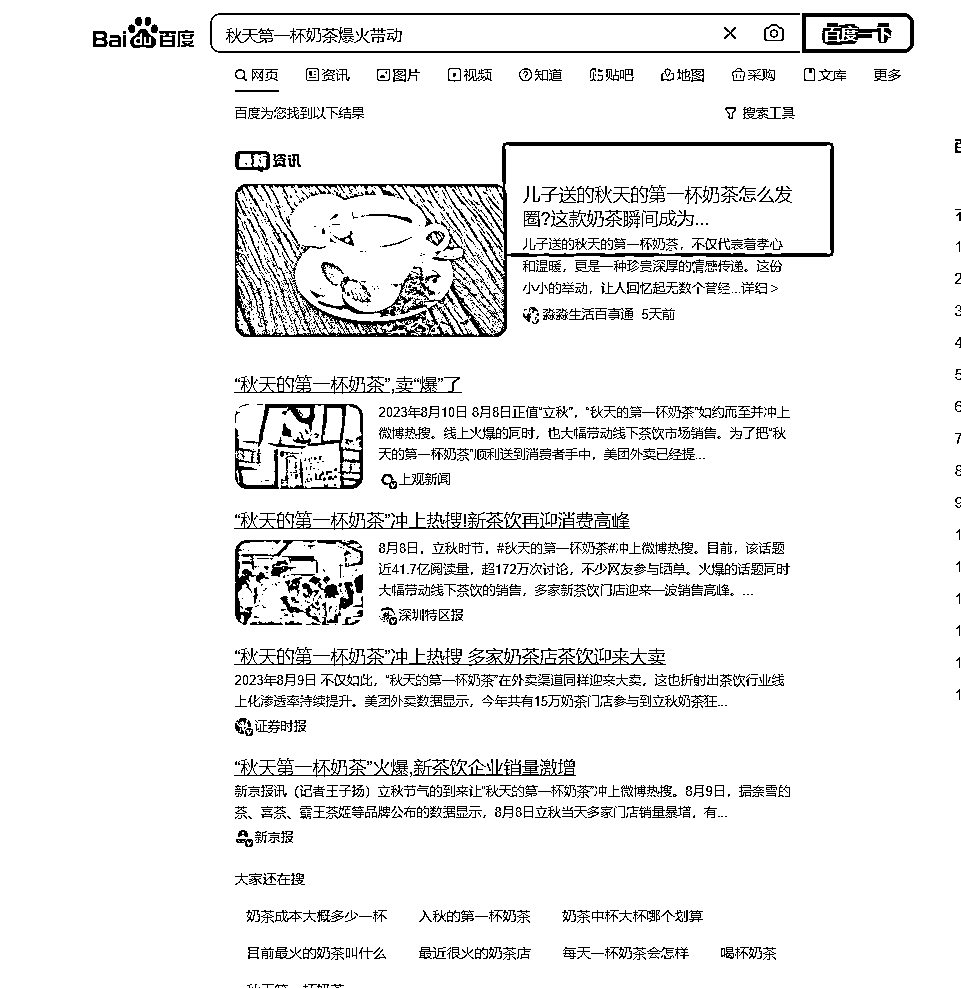 Bai du 百度
秋天第一杯奶茶爆火带动
百度一下
网页 资讯 图片 视频 知道 贴吧 地图 采购 文库 更多
百度为您找到以下结果
搜索工具
最新 资讯
儿子送的秋天的第一杯奶茶怎么发
圈?这款奶茶瞬间成为...
儿子送的秋天的第一杯奶茶，不仅代表着孝心
和温暖，更是一种珍贵深厚的情感传递。这份
小小的举动，让人回忆起无数个曾经...详细 >
淼淼生活百事通 5天前
“秋天的第一杯奶茶”,卖“爆”了
2023年8月10日 8月8日正值“立秋”，“秋天的第一杯奶茶”如约而至并冲上
微博热搜。线上火爆的同时，也大幅带动线下茶饮市场销售。为了把“秋
天的第一杯奶茶”顺利送到消费者手中，美团外卖已经提...
上观新闻
“秋天的第一杯奶茶”冲上热搜!新茶饮再迎消费高峰
8月8日，立秋时节，#秋天的第一杯奶茶#冲上微博热搜。目前，该话题
近41.7亿阅读量，超172万次讨论，不少网友参与晒单。火爆的话题同时
大幅带动线下茶饮的销售，多家新茶饮门店迎来一波销售高峰。...
深圳特区报
“秋天的第一杯奶茶”冲上热搜 多家奶茶店茶饮迎来大卖
2023年8月9日 不仅如此，“秋天的第一杯奶茶”在外卖渠道同样迎来大卖，这也折射出茶饮行业线
上化渗透率持续提升。美团外卖数据显示，今年共有15万奶茶门店参与到立秋奶茶狂...
证券时报
“秋天第一杯奶茶”火爆,新茶饮企业销量激增
新京报讯（记者王子扬）立秋节气的到来让“秋天的第一杯奶茶”冲上微博热搜。8月9日，据奈雪的
茶、喜茶、霸王茶姬等品牌公布的数据显示，8月8日立秋当天多家门店销量暴增，有...
新京报
大家还在搜
奶茶成本大概多少一杯 入秋的第一杯奶茶 奶茶中杯大杯哪个划算
目前最火的奶茶叫什么 最近很火的奶茶店 每天一杯奶茶会怎样 喝杯奶茶
秋天第一杯奶茶